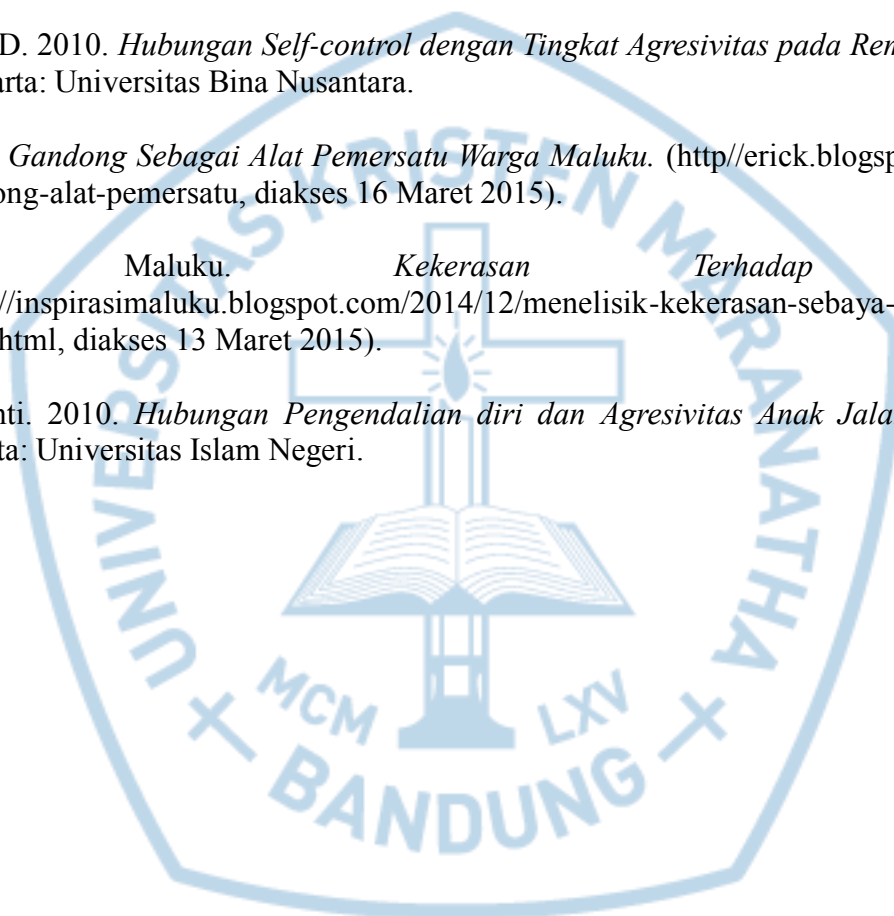 D. 2010. Hubungan Self-control dengan Tingkat Agresivitas pada Rem
arta: Universitas Bina Nusantara.
Gandong Sebagai Alat Pemersatu Warga Maluku. (http//erick.blogsp
ong-alat-pemersatu, diakses 16 Maret 2015).
Maluku. Kekerasan Terhadap
://inspirasimaluku.blogspot.com/2014/12/menelisik-kekerasan-sebaya-
html, diakses 13 Maret 2015).
nti. 2010. Hubungan Pengendalian diri dan Agresivitas Anak Jala
ta: Universitas Islam Negeri.
UNIVERSITAS KRISTEN MARANATHA
MCM LXV
BANDUNG